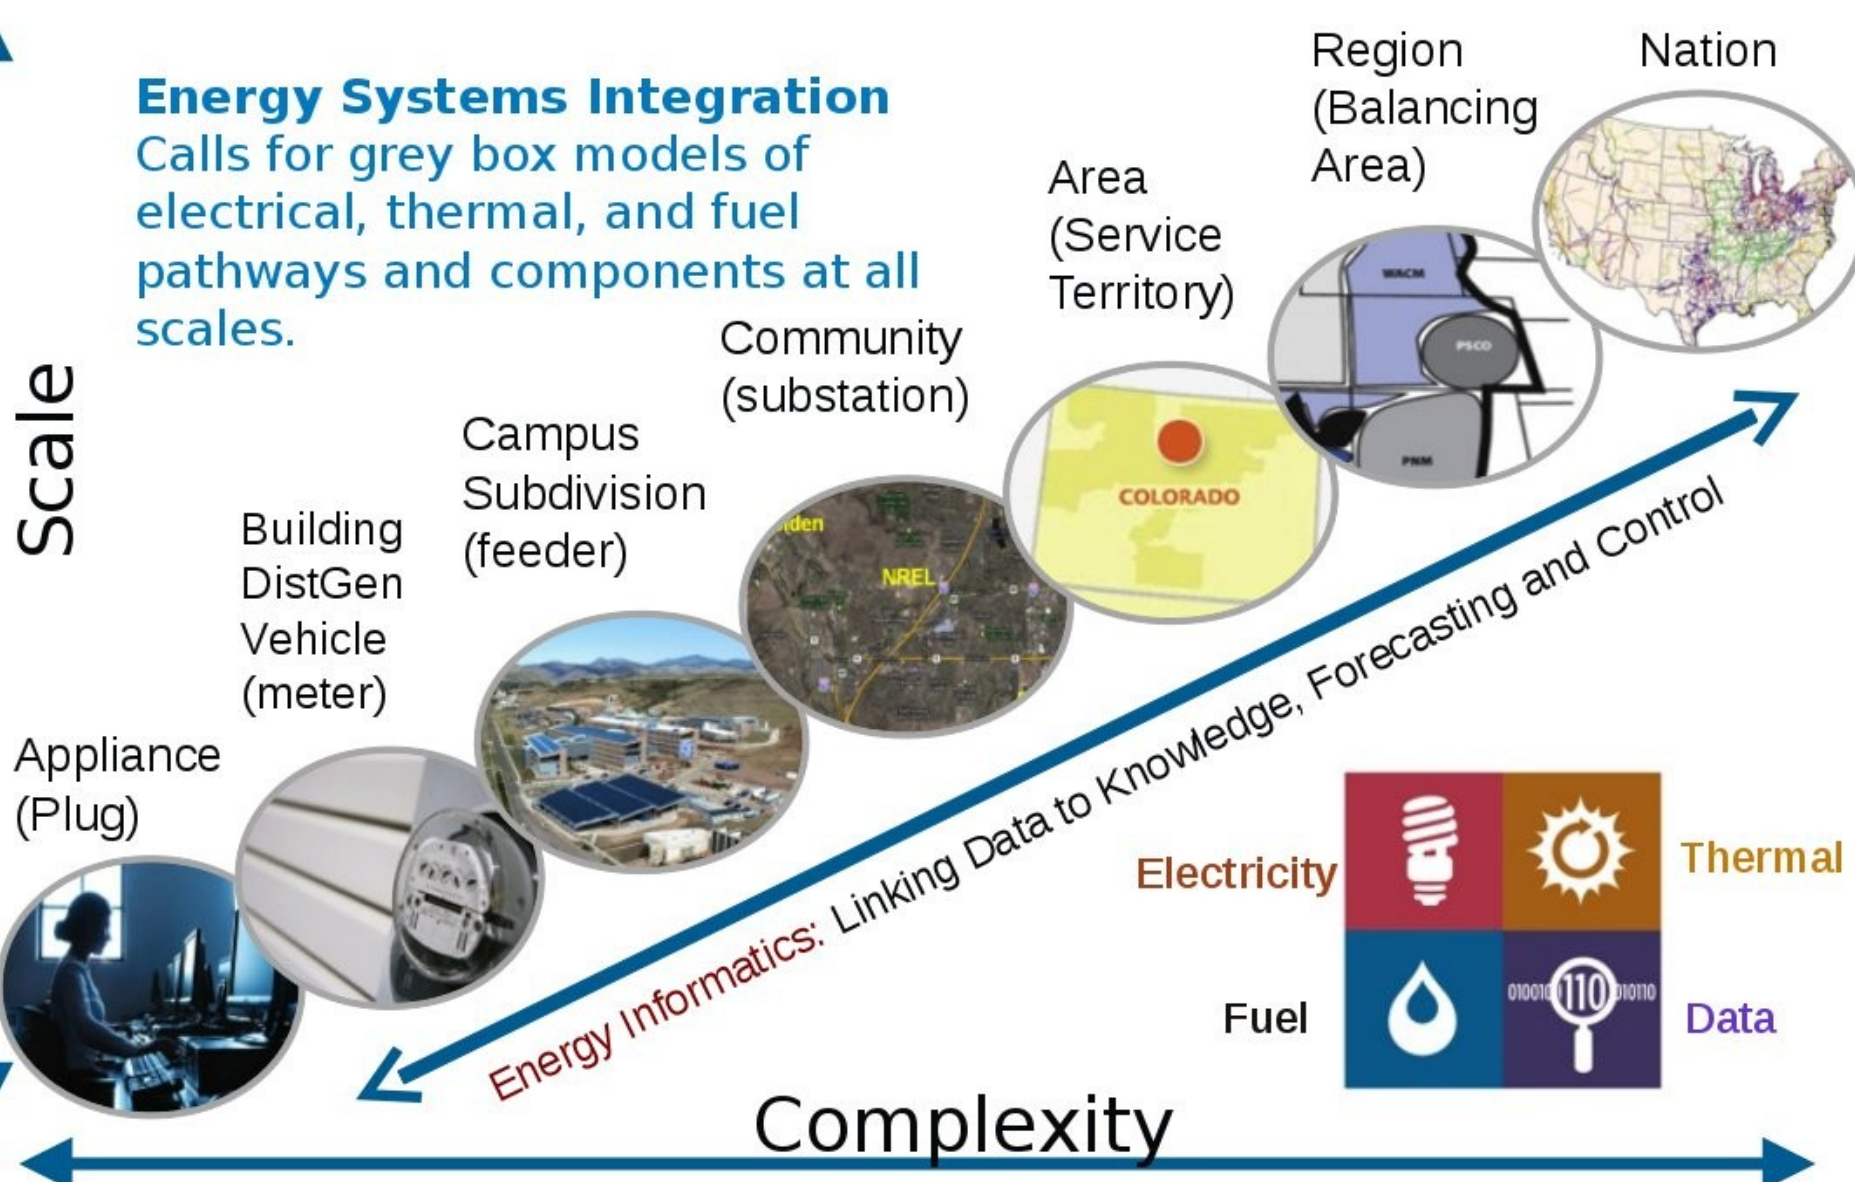 Energy Systems Integration
Calls for grey box models of
electrical, thermal, and fuel
pathways and components at all
scales.
Scale
Appliance
(Plug)
Building
DistGen
Vehicle
(meter)
Campus
Subdivision
(feeder)
Community
(substation)
Area
(Service
Territory)
Region
(Balancing
Area)
Nation
NREL
COLORADO
WACM
PSCO
PNM
Energy Informatics: Linking Data to Knowledge, Forecasting and Control
Electricity
Thermal
Fuel
Data
010010 110 010110
Complexity